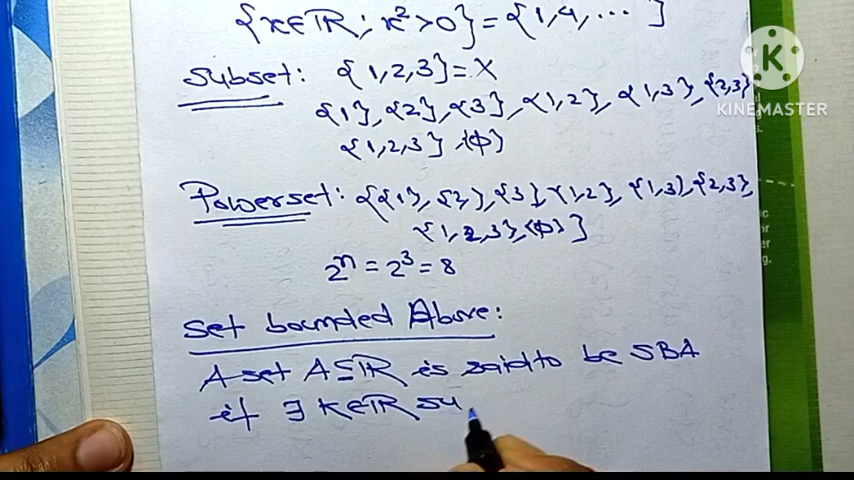 {x∈ℝ; x²>0} = {1,4, ... }
Subset: {1,2,3} = X
{1}, {2}, {3}, {1,2}, {1,3}, {2,3}
{1,2,3}, {φ}
Powerset: {{1}, {2}, {3}, {1,2}, {1,3}, {2,3},
{1,2,3}, {φ}}
2ⁿ = 2³ = 8
Set bounded Above:
A set A⊆ℝ is said to be SBA
if ∃ K∈ℝ su
K
KINEMASTER